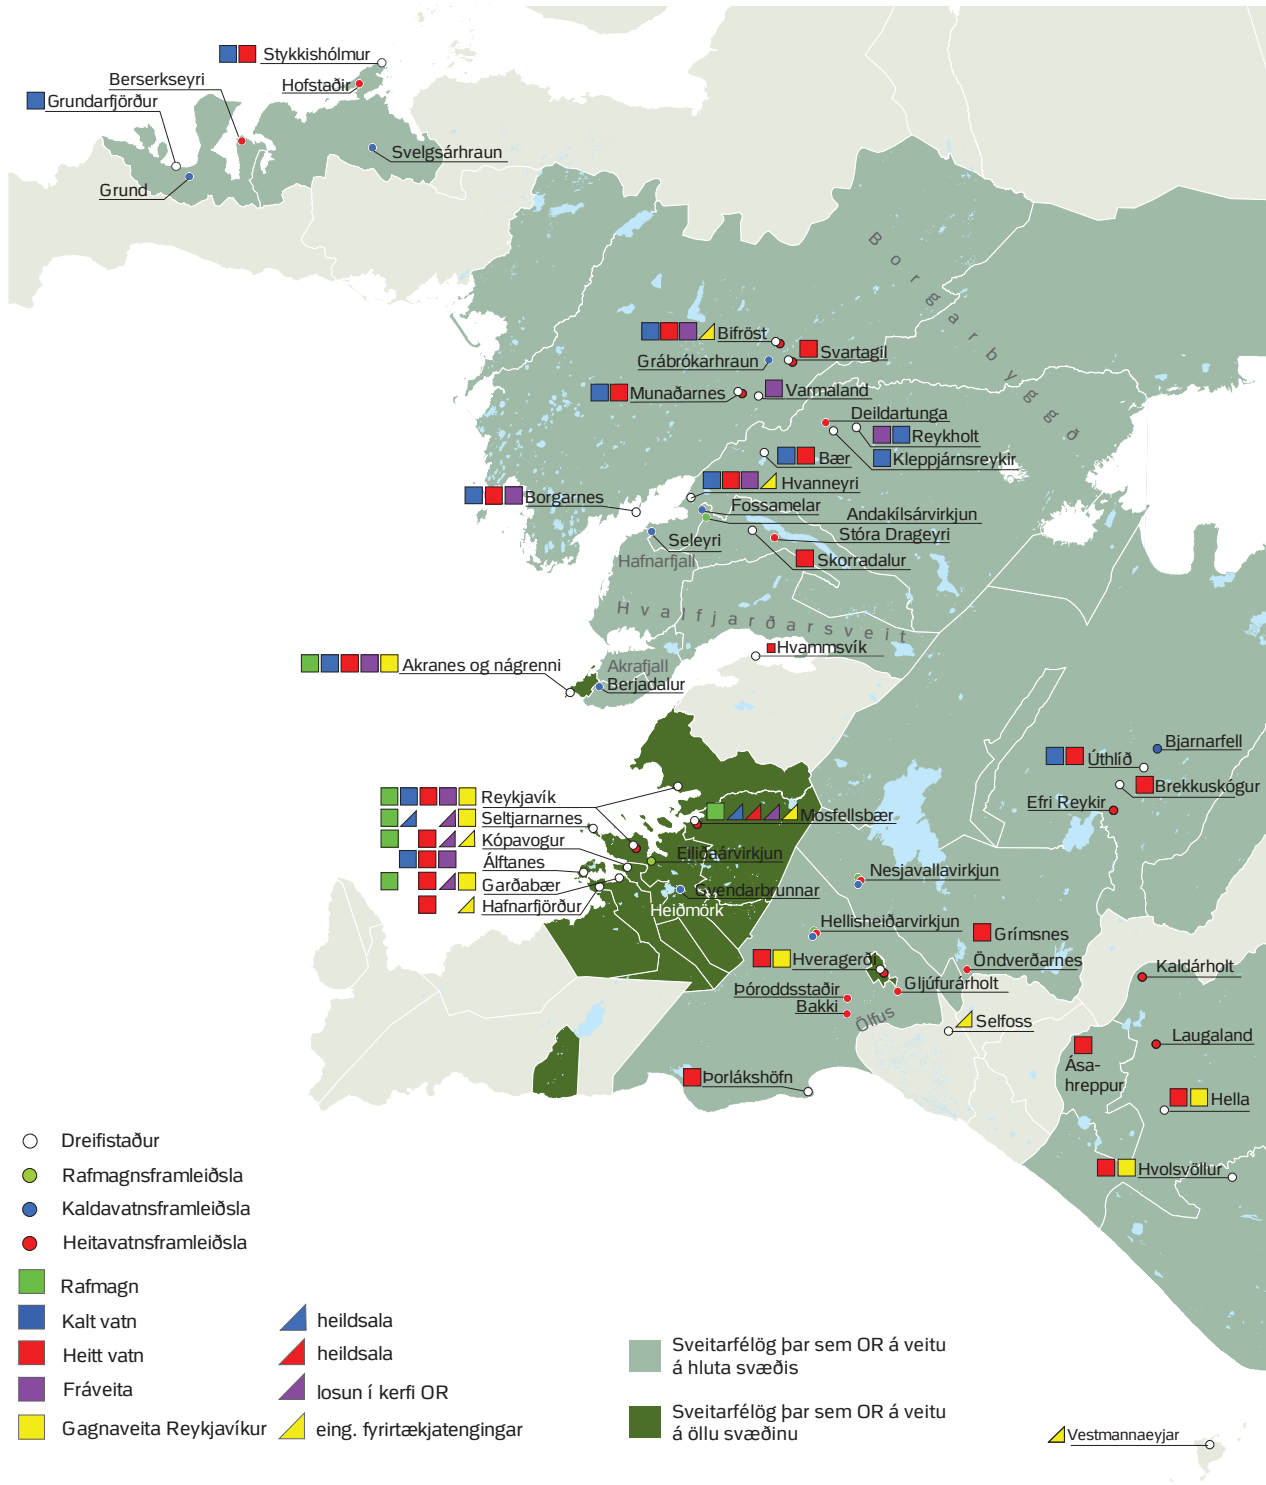 Stykkishólmur
Berserkseyri
Hofstaðir
Grundarfjörður
Svelgsárhraun
Grund
Borgarbyggð
Bifröst
Svartagil
Grábrókarhraun
Munaðarnes
Varmaland
Deildartunga
Reykholt
Kleppjárnsreykir
Bær
Hvanneyri
Borgarnes
Fossamelar
Andakílsárvirkjun
Stóra Drageyri
Seleyri
Hafnarfjall
Skorradalur
Hvalfjarðarsveit
Hvammsvík
Akranes og nágrenni
Akrafjall
Berjadalur
Bjarnarfell
Úthlíð
Brekkuskógur
Efri Reykir
Reykjavík
Seltjarnarnes
Mosfellsbær
Kópavogur
Elliðaárvirkjun
Álftanes
Garðabær
Nesjavallavirkjun
Gvendarbrunnar
Hafnarfjörður
Heiðmörk
Hellisheiðarvirkjun
Grímsnes
Hveragerði
Öndverðarnes
Kaldárholt
Gljúfurárholt
Þóroddsstaðir
Bakki
Ölfus
Selfoss
Laugaland
Ása-
hreppur
Þorlákshöfn
Hella
Hvolsvöllur
Dreifistaður
Rafmagnsframleiðsla
Kaldavatnsframleiðsla
Heitavatnsframleiðsla
Rafmagn
Kalt vatn
heildsala
Heitt vatn
heildsala
Fráveita
losun í kerfi OR
Gagnaveita Reykjavíkur
eing. fyrirtækjatengingar
Sveitarfélög þar sem OR á veitu
á hluta svæðis
Sveitarfélög þar sem OR á veitu
á öllu svæðinu
Vestmannaeyjar